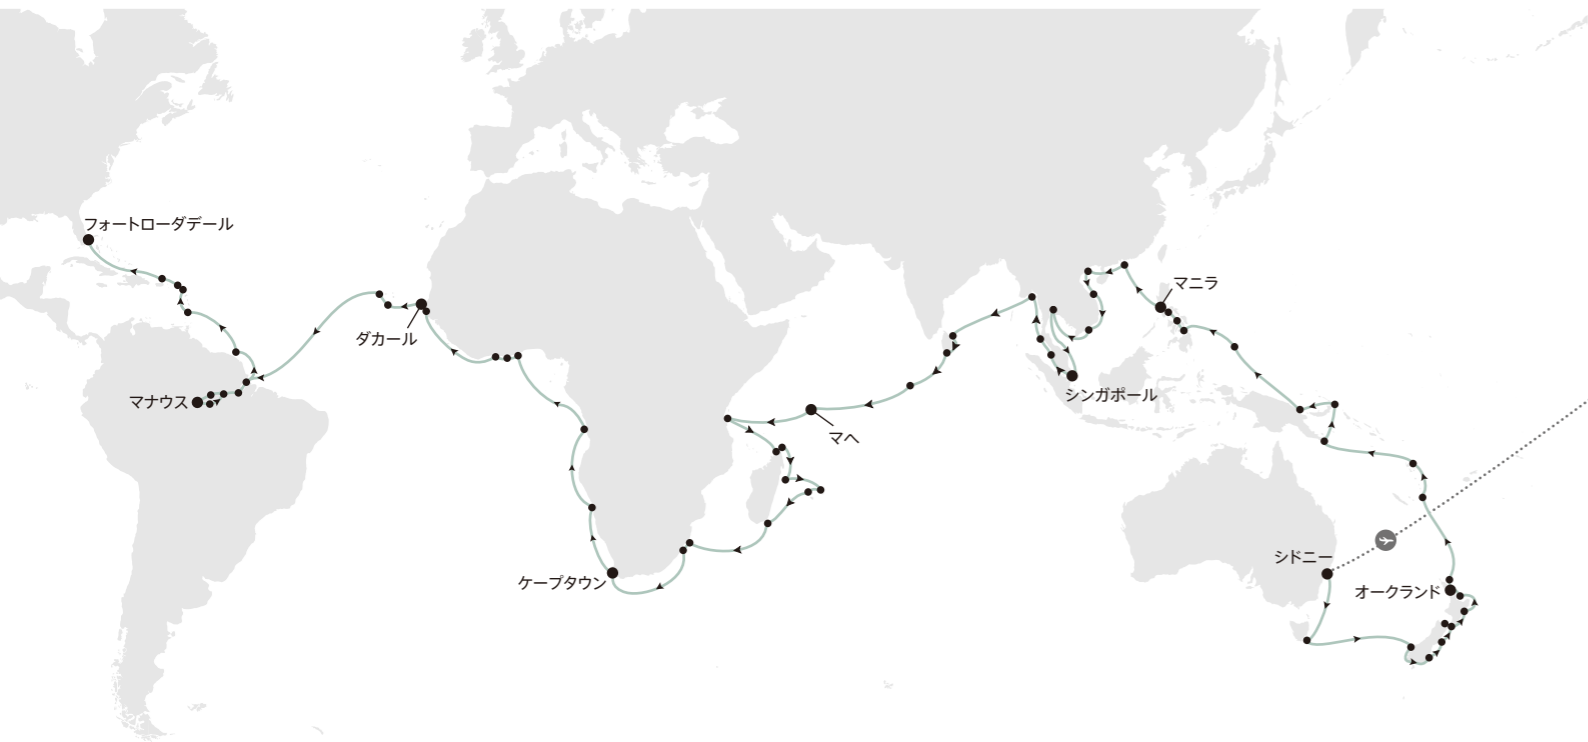 フォートローダデール
マニラ
ダカール
シンガポール
マナウス
マヘ
シドニー
ケープタウン
オークランド